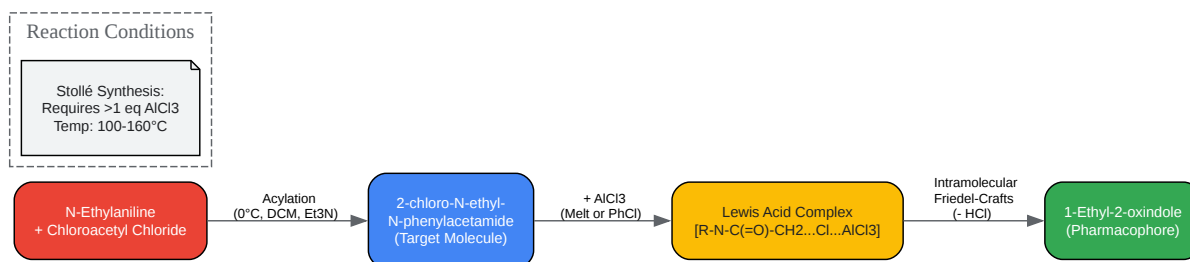 Reaction Conditions
Stollé Synthesis:
Requires >1 eq AlCl3
Temp: 100-160°C
N-Ethylaniline
+ Chloroacetyl Chloride
Acylation
(0°C, DCM, Et3N)
2-chloro-N-ethyl-
N-phenylacetamide
(Target Molecule)
+ AlCl3
(Melt or PhCl)
Lewis Acid Complex
[R-N-C(=O)-CH2...Cl...AlCl3]
Intramolecular
Friedel-Crafts
(- HCl)
1-Ethyl-2-oxindole
(Pharmacophore)